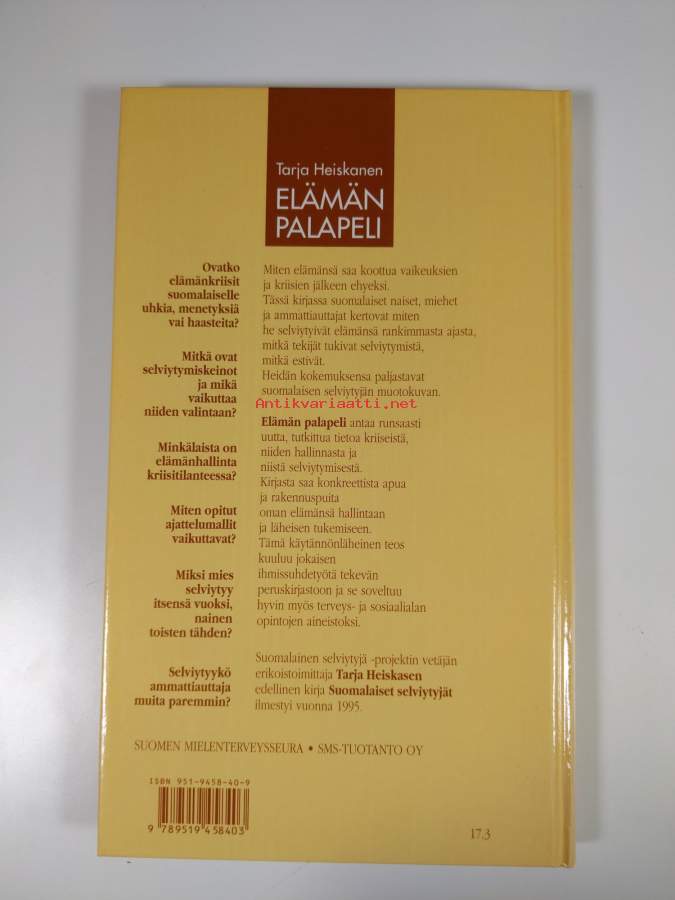 Tarja Heiskanen
ELÄMÄN
PALAPELI
Ovatko
elämänkriisit
suomalaiselle
uhkia, menetyksiä
vai haasteita?
Mitkä ovat
selviytymiskeinot
ja mikä
vaikuttaa
niiden valintaan?
Minkälaista on
elämänhallinta
kriisitilanteessa?
Miten opitut
ajattelumallit
vaikuttavat?
Miksi mies
selviytyy
itsensä vuoksi,
nainen
toisten tähden?
Selviytyykö
ammattiauttaja
muita paremmin?
Miten elämänsä saa koottua vaikeuksien
ja kriisien jälkeen ehyeksi.
Tässä kirjassa suomalaiset naiset, miehet
ja ammattiauttajat kertovat miten
he selviytyivät elämänsä rankimmasta ajasta,
mitkä tekijät tukivat selviytymistä,
mitkä estivät.
Heidän kokemuksensa paljastavat
suomalaisen selviytyjän muotokuvan.
Antikvariaatti.net
Elämän palapeli antaa runsaasti
uutta, tutkittua tietoa kriiseistä,
niiden hallinnasta ja
niistä selviytymisestä.
Kirjasta saa konkreettista apua
ja rakennuspuita
oman elämänsä hallintaan
ja läheisen tukemiseen.
Tämä käytännönläheinen teos
kuuluu jokaisen
ihmissuhdetyötä tekevän
peruskirjastoon ja se soveltuu
hyvin myös terveys- ja sosiaalialan
opintojen aineistoksi.
Suomalainen selviytyjä -projektin vetäjän
erikoistoimittaja Tarja Heiskasen
edellinen kirja Suomalaiset selviytyjät
ilmestyi vuonna 1995.
SUOMEN MIELENTERVEYSSEURA • SMS-TUOTANTO OY
ISBN 951-9458-40-9
9 789519 458403
17.3